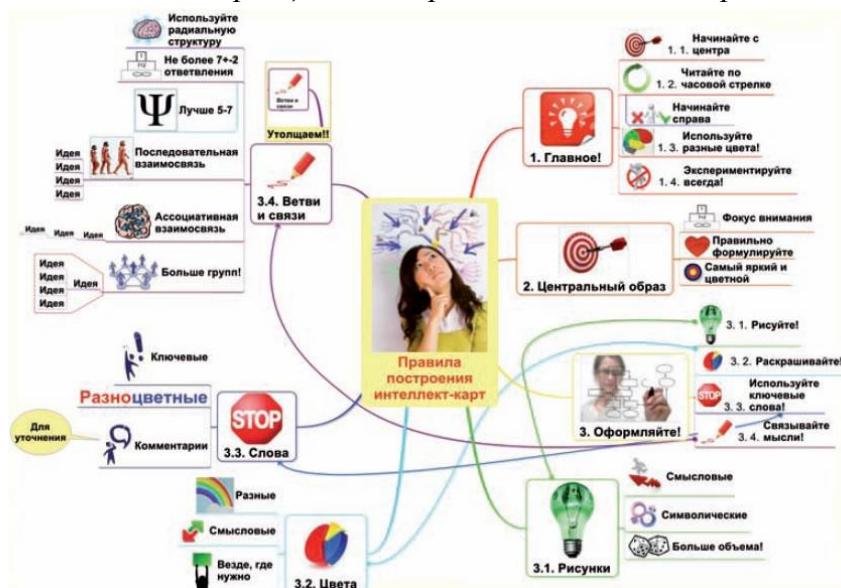 Правила
построения
интеллект-карт
1. Главное!
Начинайте с
1. 1. центра
Читайте по
1. 2. часовой стрелке
Начинайте
справа
Используйте
1. 3. разные цвета!
Экспериментируйте
1. 4. всегда!
2. Центральный образ
Фокус внимания
Правильно
формулируйте
Самый яркий и
цветной
3. Оформляйте!
3. 1. Рисуйте!
3. 2. Раскрашивайте!
Используйте
ключевые
STOP
3. 3. слова!
Связывайте
3. 4. мысли!
3.1. Рисунки
Смысловые
Символические
Больше объема!
3.2. Цвета
Разные
Смысловые
Везде, где
нужно
STOP
3.3. Слова
Ключевые
Разноцветные
Комментарии
Для
уточнения
3.4. Ветви
и связи
Ветви и
связи
Утолщаем!!
Используйте
радиальную
структуру
Не более 7+-2
ответвления
Ψ
Лучше 5-7
Последовательная
взаимосвязь
Идея
Идея
Идея
Идея
Ассоциативная
взаимосвязь
Идея Идея Идея
Больше групп!
Идея
Идея
Идея
Идея
Идея